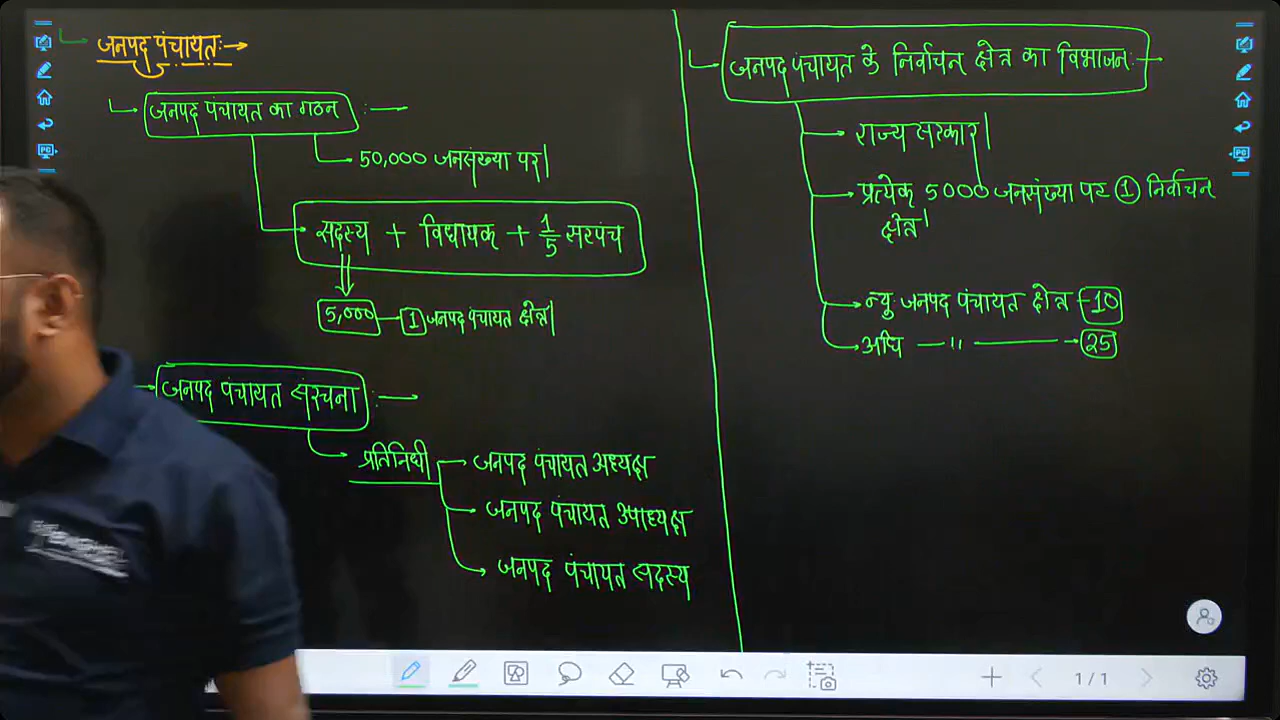 जनपद पंचायतः→
जनपद पंचायत का गठन :—
50,000 जनसंख्या पर|
सदस्य + विधायक + 1/5 सरपंच
5,000 — 1 जनपद पंचायत क्षेत्र|
जनपद पंचायत संरचना :—
प्रतिनिधी
जनपद पंचायत अध्यक्ष
जनपद पंचायत उपाध्यक्ष
जनपद पंचायत सदस्य
जनपद पंचायत के निर्वाचन क्षेत्र का विभाजन:—
राज्य सरकार|
प्रत्येक 5000 जनसंख्या पर 1 निर्वाचन
क्षेत्र|
न्यु. जनपद पंचायत क्षेत्र - 10
अधि — " —→ 25
1/1